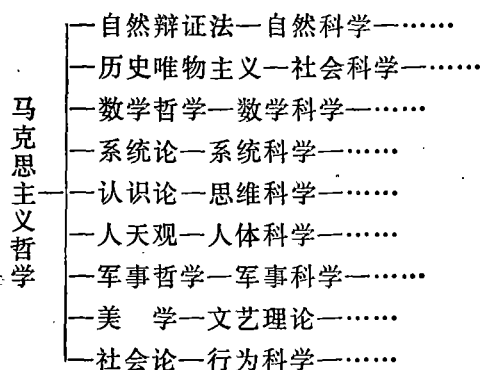 马克思主义哲学
自然辩证法—自然科学—……
历史唯物主义—社会科学—……
数学哲学—数学科学—……
系统论—系统科学—……
认识论—思维科学—……
人天观—人体科学—……
军事哲学—军事科学—……
美 学—文艺理论—……
社会论—行为科学—……